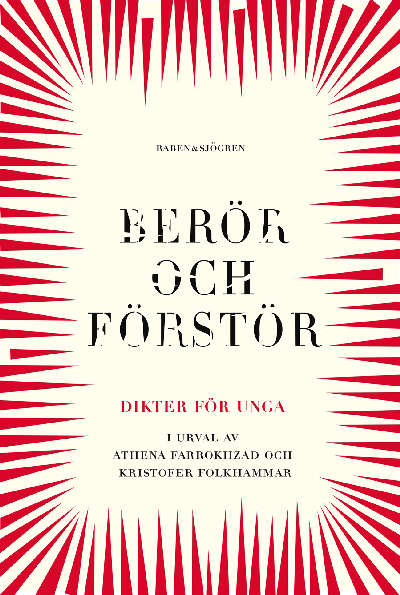 RABÉN & SJÖGREN
BERÖR
OCH
FÖRSTÖR
DIKTER FÖR UNGA
I URVAL AV
ATHENA FARROKHZAD OCH
KRISTOFER FOLKHAMMAR